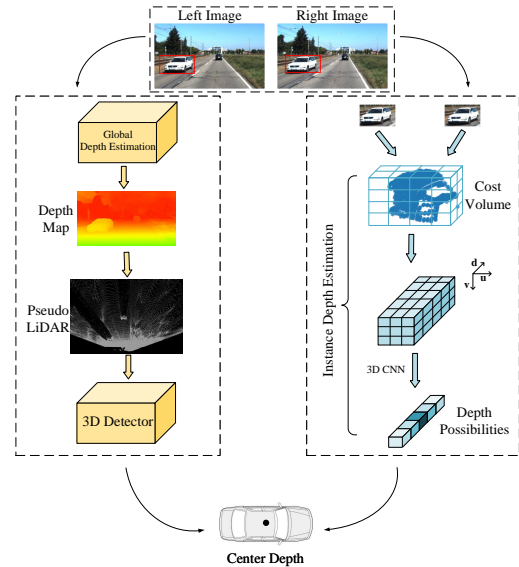 Left Image
Right Image
Global
Depth Estimation
Depth
Map
Pseudo
LiDAR
3D Detector
Instance Depth Estimation
Cost
Volume
d
u
v
3D CNN
Depth
Possibilities
Center Depth